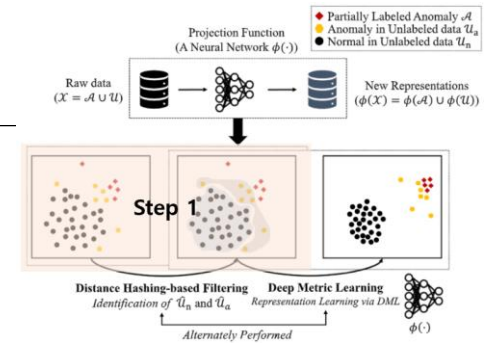 Projection Function
(A Neural Network ϕ(·))
Partially Labeled Anomaly 𝒜
Anomaly in Unlabeled data 𝒰a
Normal in Unlabeled data 𝒰n
Raw data
(𝒳 = 𝒜 ∪ 𝒰)
New Representations
(ϕ(𝒳) = ϕ(𝒜) ∪ ϕ(𝒰))
Step 1
Distance Hashing-based Filtering
Identification of 𝒰̂n and 𝒰̂a
Deep Metric Learning
Representation Learning via DML
ϕ(·)
Alternately Performed